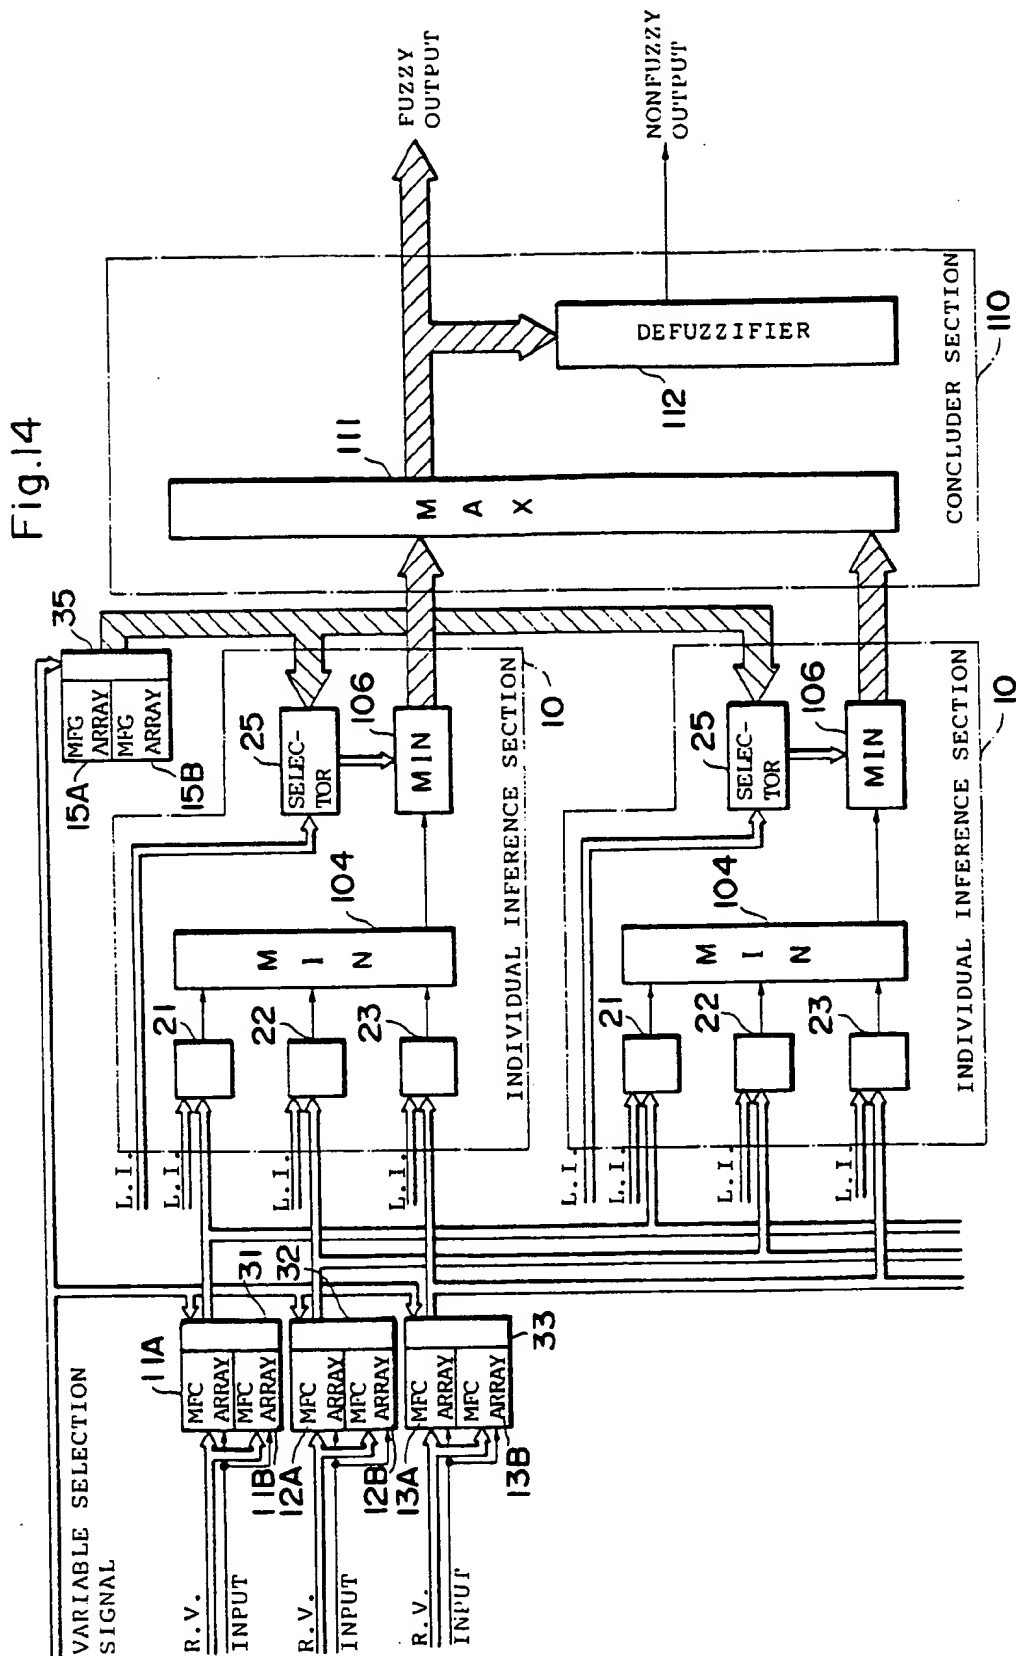 Fig.14
VARIABLE SELECTION
SIGNAL
R.V.
INPUT
R.V.
INPUT
R.V.
INPUT
11A
MFC
ARRAY
MFC
ARRAY
11B
31
12A
MFC
ARRAY
MFC
ARRAY
12B
32
13A
MFC
ARRAY
MFC
ARRAY
13B
33
L.I.
L.I.
L.I.
L.I.
21
22
23
MIN
104
SELEC-
TOR
25
MIN
106
INDIVIDUAL INFERENCE SECTION
10
15A
MFG
ARRAY
MFG
ARRAY
15B
35
L.I.
L.I.
L.I.
L.I.
21
22
23
MIN
104
SELEC-
TOR
25
MIN
106
INDIVIDUAL INFERENCE SECTION
10
MAX
111
DEFUZZIFIER
112
CONCLUDER SECTION
110
FUZZY
OUTPUT
NONFUZZY
OUTPUT